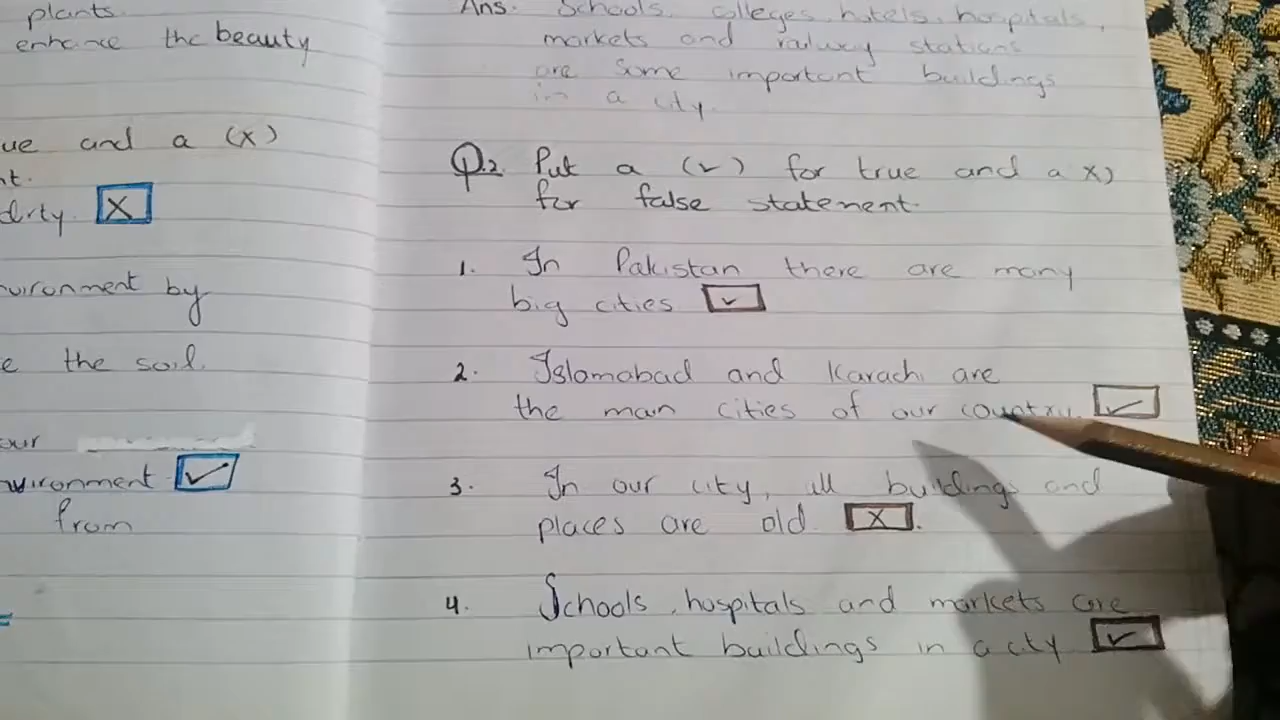 plants.
enhance the beauty
ue and a (x)
nt.
dirty. x
vironment by
e the soil.
our
vironment ✓
from
Ans. Schools, colleges, hotels, hospitals,
markets and railway stations
are some important buildings
in a city.
Q.2 Put a (✓) for true and a x)
for false statement.
1. In Pakistan there are many
big cities ✓
2. Islamabad and Karachi are
the main cities of our country. ✓
3. In our city, all buildings and
places are old x.
4. Schools, hospitals and markets are
important buildings in a city ✓